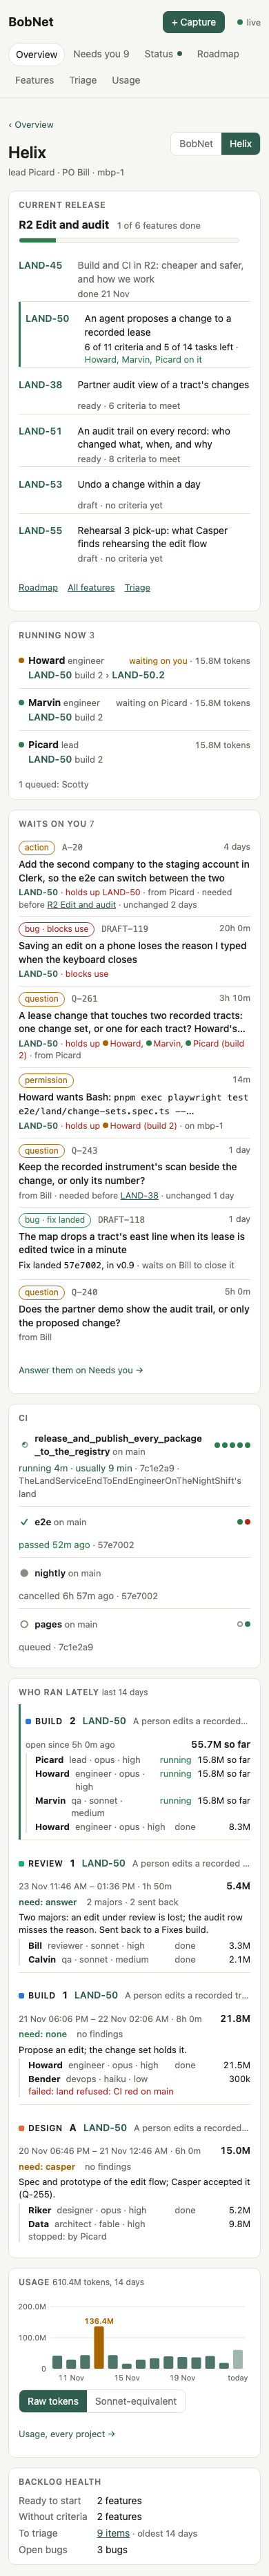 BobNet
+ Capture
live
Overview
Needs you 9
Status
Roadmap
Features
Triage
Usage
‹ Overview
Helix
BobNet
Helix
lead Picard · PO Bill · mbp-1
CURRENT RELEASE
R2 Edit and audit 1 of 6 features done
LAND-45 Build and CI in R2: cheaper and safer,
and how we work
done 21 Nov
LAND-50 An agent proposes a change to a
recorded lease
6 of 11 criteria and 5 of 14 tasks left ·
Howard, Marvin, Picard on it
LAND-38 Partner audit view of a tract's changes
ready · 6 criteria to meet
LAND-51 An audit trail on every record: who
changed what, when, and why
ready · 8 criteria to meet
LAND-53 Undo a change within a day
draft · no criteria yet
LAND-55 Rehearsal 3 pick-up: what Casper
finds rehearsing the edit flow
draft · no criteria yet
Roadmap All features Triage
RUNNING NOW 3
Howard engineer waiting on you · 15.8M tokens
LAND-50 build 2 › LAND-50.2
Marvin engineer waiting on Picard · 15.8M tokens
LAND-50 build 2
Picard lead 15.8M tokens
LAND-50 build 2
1 queued: Scotty
WAITS ON YOU 7
action A-20 4 days
Add the second company to the staging account in
Clerk, so the e2e can switch between the two
LAND-50 · holds up LAND-50 · from Picard · needed
before R2 Edit and audit · unchanged 2 days
bug · blocks use DRAFT-119 20h 0m
Saving an edit on a phone loses the reason I typed
when the keyboard closes
LAND-50 · blocks use
question Q-261 3h 10m
A lease change that touches two recorded tracts:
one change set, or one for each tract? Howard's...
LAND-50 · holds up Howard, Marvin, Picard (build
2) · from Picard
permission 14m
Howard wants Bash: pnpm exec playwright test
e2e/land/change-sets.spec.ts --...
LAND-50 · holds up Howard (build 2) · on mbp-1
question Q-243 1 day
Keep the recorded instrument's scan beside the
change, or only its number?
from Bill · needed before LAND-38 · unchanged 1 day
bug · fix landed DRAFT-118 1 day
The map drops a tract's east line when its lease is
edited twice in a minute
Fix landed 57e7002, in v0.9 · waits on Bill to close it
question Q-240 5h 0m
Does the partner demo show the audit trail, or only
the proposed change?
from Bill
Answer them on Needs you →
CI
release_and_publish_every_package
_to_the_registry on main
running 4m · usually 9 min · 7c1e2a9 ·
TheLandServiceEndToEndEngineerOnTheNightShift's
land
e2e on main
passed 52m ago · 57e7002
nightly on main
cancelled 6h 57m ago · 57e7002
pages on main
queued · 7c1e2a9
WHO RAN LATELY last 14 days
BUILD 2 LAND-50 A person edits a recorded...
open since 5h 0m ago 55.7M so far
Picard lead · opus · high running 15.8M so far
Howard engineer · opus · running 15.8M so far
high
Marvin qa · sonnet · running 15.8M so far
medium
Howard engineer · opus · high done 8.3M
REVIEW 1 LAND-50 A person edits a recorded ...
23 Nov 11:46 AM – 01:36 PM · 1h 50m 5.4M
need: answer 2 majors · 2 sent back
Two majors: an edit under review is lost; the audit row
misses the reason. Sent back to a Fixes build.
Bill reviewer · sonnet · high done 3.3M
Calvin qa · sonnet · medium done 2.1M
BUILD 1 LAND-50 A person edits a recorded tr...
21 Nov 06:06 PM – 22 Nov 02:06 AM · 8h 0m 21.8M
need: none no findings
Propose an edit; the change set holds it.
Howard engineer · opus · high done 21.5M
Bender devops · haiku · low 300k
failed: land refused: CI red on main
DESIGN A LAND-50 A person edits a recorded...
20 Nov 06:46 PM – 21 Nov 12:46 AM · 6h 0m 15.0M
need: casper no findings
Spec and prototype of the edit flow; Casper accepted it
(Q-255).
Riker designer · opus · high done 5.2M
Data architect · fable · high 9.8M
stopped: by Picard
USAGE 610.4M tokens, 14 days
200.0M
136.4M
100.0M
0
11 Nov 15 Nov 19 Nov today
Raw tokens
Sonnet-equivalent
Usage, every project →
BACKLOG HEALTH
Ready to start 2 features
Without criteria 2 features
To triage 9 items · oldest 14 days
Open bugs 3 bugs